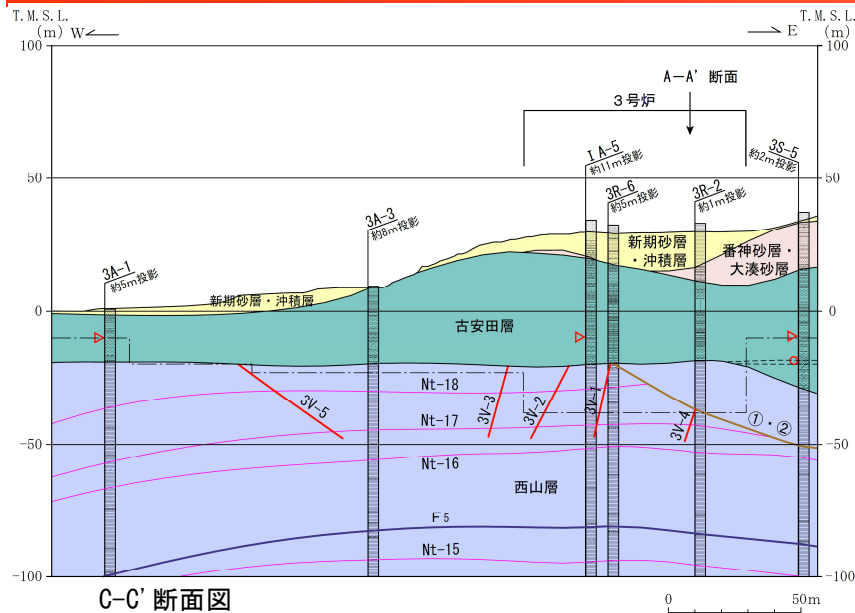 T.M.S.L.
(m)
W
E
T.M.S.L.
(m)
100
50
0
−50
−100
100
50
0
−50
−100
A−A’ 断面
3号炉
ⅠA-5
約11m投影
3S-5
約2m投影
3R-6
約5m投影
3R-2
約1m投影
3A-3
約8m投影
3A-1
約5m投影
新期砂層
・沖積層
番神砂層・
大湊砂層
新期砂層・沖積層
古安田層
Nt-18
3V-5
3V-3
3V-2
3V-1
3V-4
①・②
Nt-17
Nt-16
西山層
F5
Nt-15
C-C’断面図
0
50m